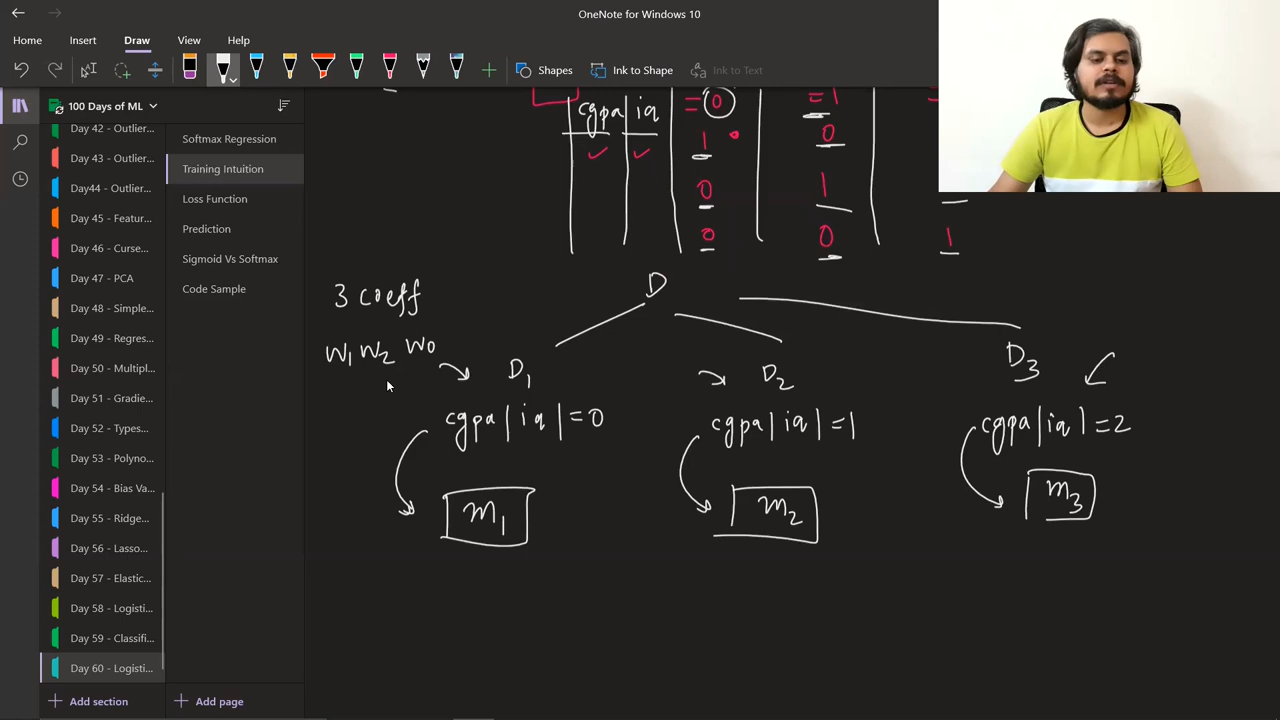 OneNote for Windows 10
Home Insert Draw View Help
Shapes Ink to Shape Ink to Text
100 Days of ML
Day 42 - Outlier...
Day 43 - Outlier...
Day44 - Outlier...
Day 45 - Featur...
Day 46 - Curse...
Day 47 - PCA
Day 48 - Simple...
Day 49 - Regres...
Day 50 - Multipl...
Day 51 - Gradie...
Day 52 - Types...
Day 53 - Polyno...
Day 54 - Bias Va...
Day 55 - Ridge...
Day 56 - Lasso...
Day 57 - Elastic...
Day 58 - Logisti...
Day 59 - Classifi...
Day 60 - Logisti...
Add section
Softmax Regression
Training Intuition
Loss Function
Prediction
Sigmoid Vs Softmax
Code Sample
Add page
cgpa | iq | =0 =1
1 0
0 1
0 0 1
3 coeff
W1 W2 W0
D
D1 D2 D3
cgpa | iq | =0 cgpa | iq | =1 cgpa | iq | =2
m1 m2 m3